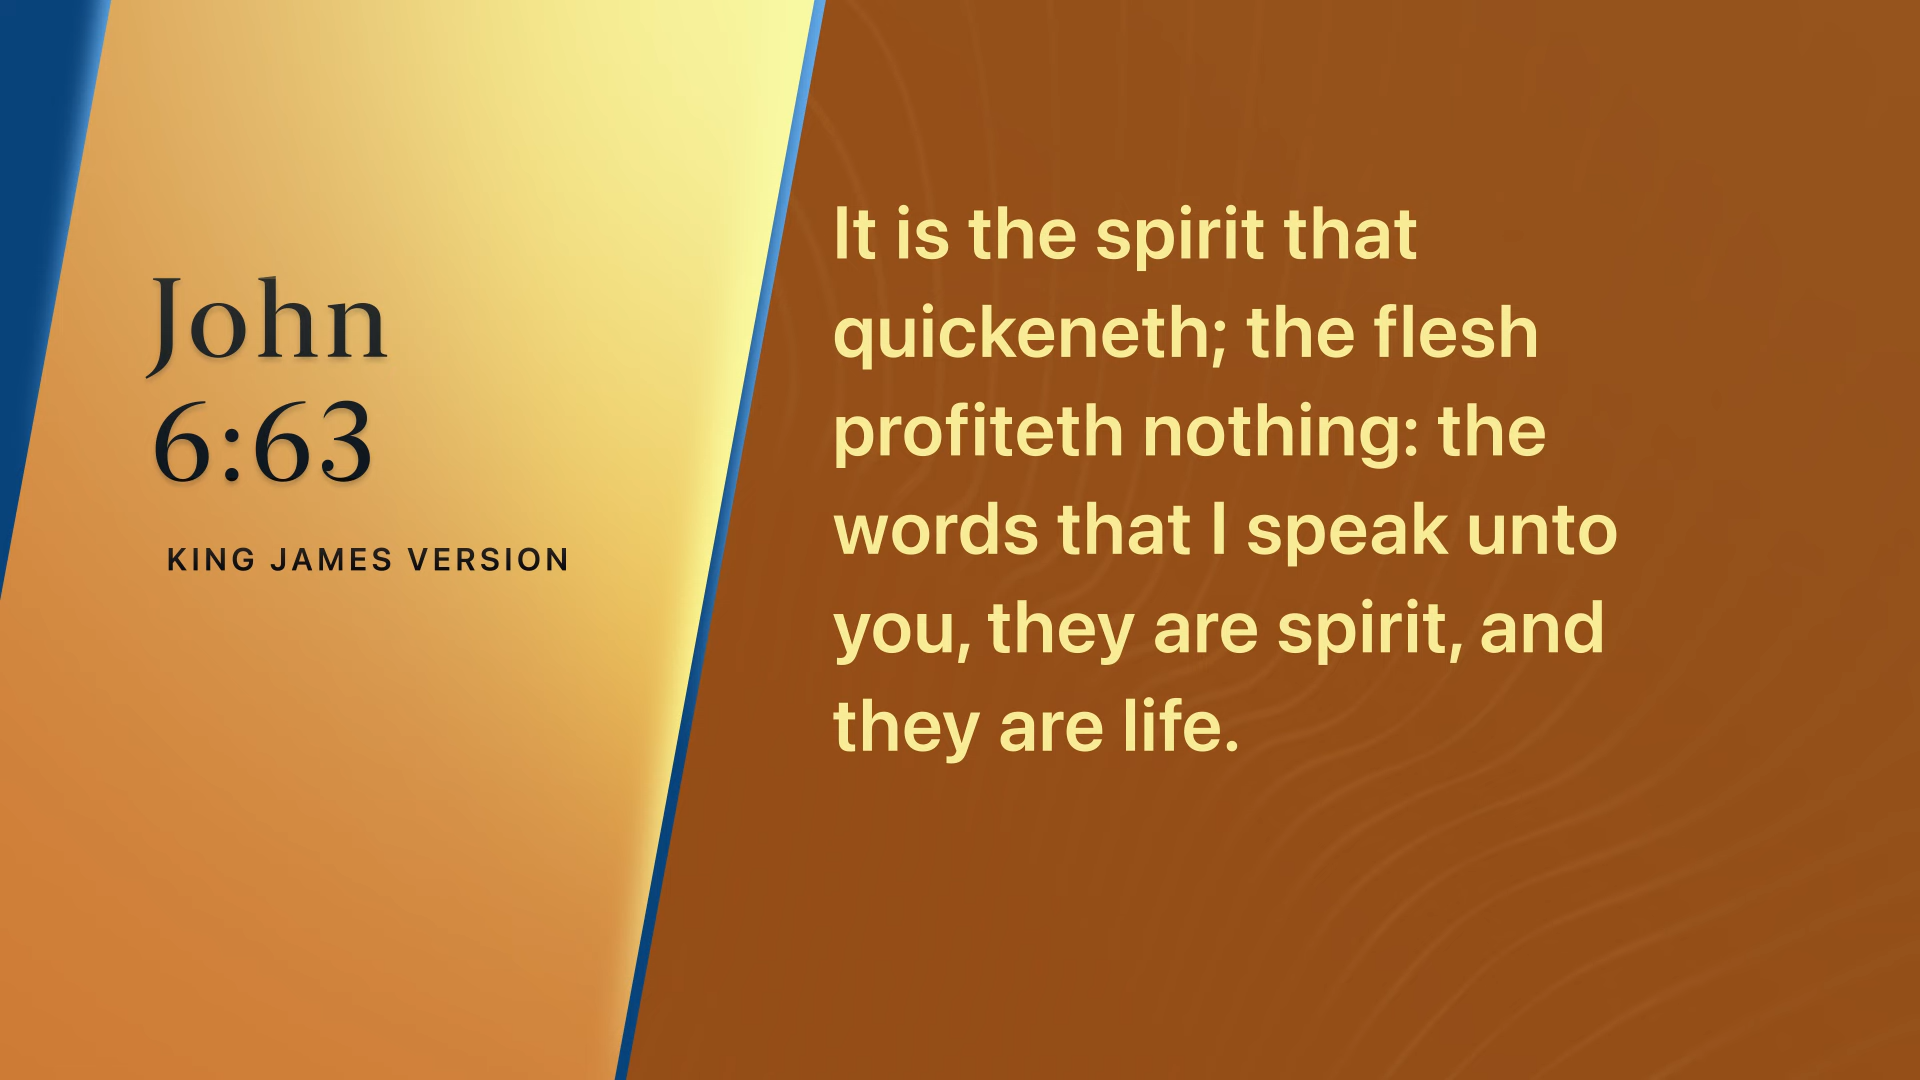 John
6:63
KING JAMES VERSION
It is the spirit that
quickeneth; the flesh
profiteth nothing: the
words that I speak unto
you, they are spirit, and
they are life.